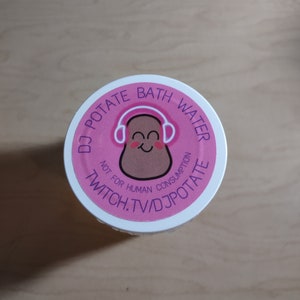 DJ POTATE BATH WATER
NOT FOR HUMAN CONSUMPTION
TWITCH.TV/DJPOTATE